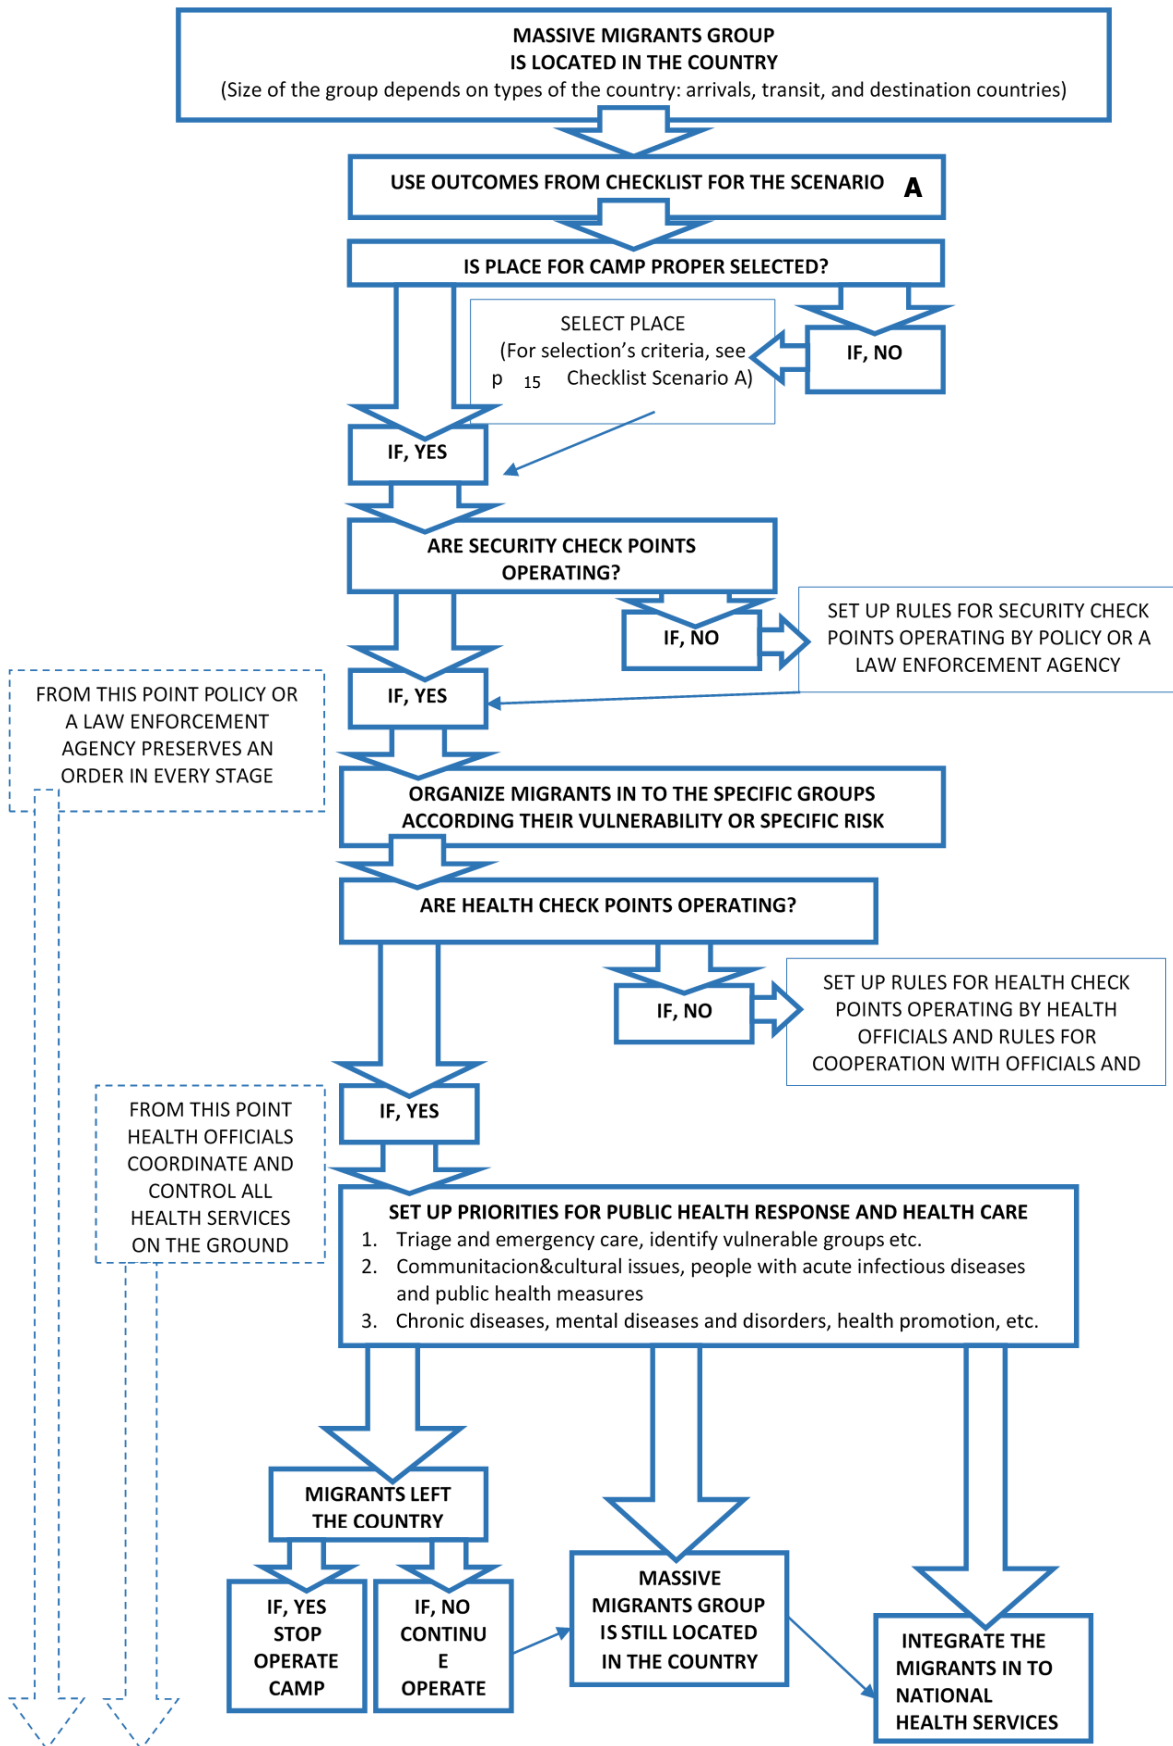 MASSIVE MIGRANTS GROUP
IS LOCATED IN THE COUNTRY
(Size of the group depends on types of the country: arrivals, transit, and destination countries)
USE OUTCOMES FROM CHECKLIST FOR THE SCENARIO A
IS PLACE FOR CAMP PROPER SELECTED?
SELECT PLACE
(For selection's criteria, see
p 15 Checklist Scenario A)
IF, NO
IF, YES
ARE SECURITY CHECK POINTS
OPERATING?
IF, NO
SET UP RULES FOR SECURITY CHECK
POINTS OPERATING BY POLICY OR A
LAW ENFORCEMENT AGENCY
IF, YES
FROM THIS POINT POLICY OR
A LAW ENFORCEMENT
AGENCY PRESERVES AN
ORDER IN EVERY STAGE
ORGANIZE MIGRANTS IN TO THE SPECIFIC GROUPS
ACCORDING THEIR VULNERABILITY OR SPECIFIC RISK
ARE HEALTH CHECK POINTS OPERATING?
IF, NO
SET UP RULES FOR HEALTH CHECK
POINTS OPERATING BY HEALTH
OFFICIALS AND RULES FOR
COOPERATION WITH OFFICIALS AND
IF, YES
FROM THIS POINT
HEALTH OFFICIALS
COORDINATE AND
CONTROL ALL
HEALTH SERVICES
ON THE GROUND
SET UP PRIORITIES FOR PUBLIC HEALTH RESPONSE AND HEALTH CARE
1. Triage and emergency care, identify vulnerable groups etc.
2. Communitacion&cultural issues, people with acute infectious diseases
and public health measures
3. Chronic diseases, mental diseases and disorders, health promotion, etc.
MIGRANTS LEFT
THE COUNTRY
IF, YES
STOP
OPERATE
CAMP
IF, NO
CONTINU
E
OPERATE
MASSIVE
MIGRANTS GROUP
IS STILL LOCATED
IN THE COUNTRY
INTEGRATE THE
MIGRANTS IN TO
NATIONAL
HEALTH SERVICES